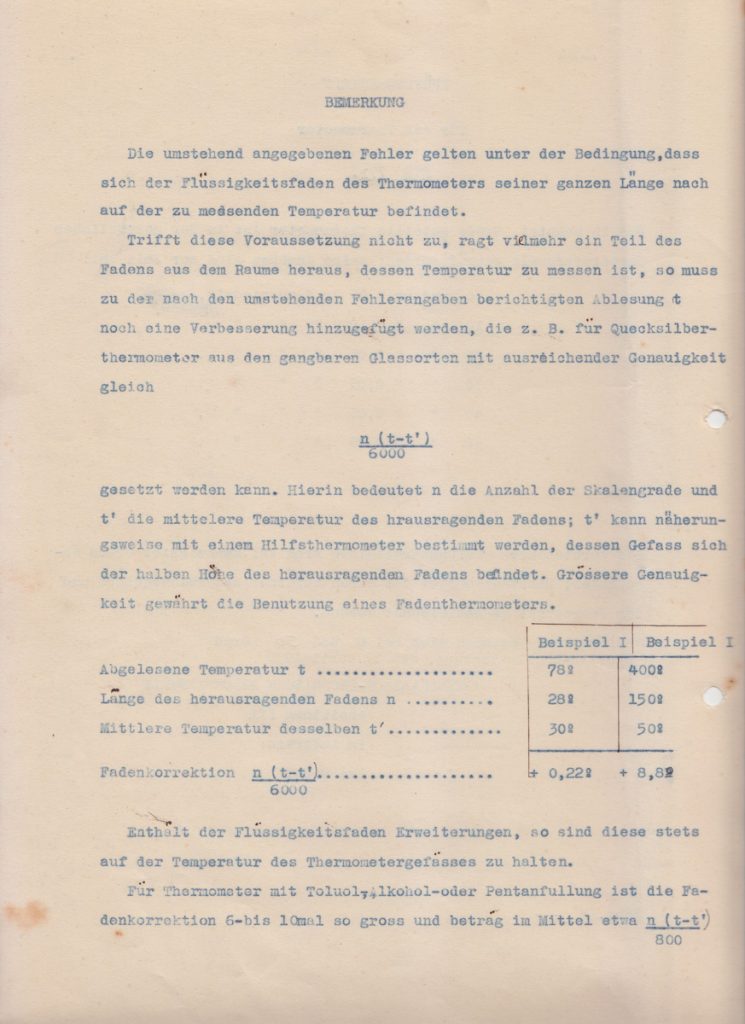 BEMERKUNG
Die umstehend angegebenen Fehler gelten unter der Bedingung,dass
sich der Flüssigkeitsfaden des Thermometers seiner ganzen Länge nach
auf der zu medsenden Temperatur befindet.
Trifft diese Voraussetzung nicht zu, ragt vielmehr ein Teil des
Fadens aus dem Raume heraus, dessen Temperatur zu messen ist, so muss
zu der nach den umstehenden Fehlerangaben berichtigten Ablesung t
noch eine Verbesserung hinzugefügt werden, die z. B. für Quecksilber-
thermometer aus den gangbaren Glassorten mit ausreichender Genauigkeit
gleich
n (t-t')
6000
gesetzt werden kann. Hierin bedeutet n die Anzahl der Skalengrade und
t' die mittelere Temperatur des hrausragenden Fadens; t' kann näherun-
gsweise mit einem Hilfsthermometer bestimmt werden, dessen Gefass sich
der halben Höhe des herausragenden Fadens befindet. Grössere Genauig-
keit gewährt die Benutzung eines Fadenthermometers.
Beispiel I Beispiel I
Abgelesene Temperatur t .................... 78º 400º
Länge des herausragenden Fadens n .......... 28º 150º
Mittlere Temperatur desselben t'............. 30º 50º
Fadenkorrektion n (t-t').................... + 0,22º + 8,8º
6000
Enthält der Flüssigkeitsfaden Erweiterungen, so sind diese stets
auf der Temperatur des Thermometergefässes zu halten.
Für Thermometer mit Toluol, Alkohol-oder Pentanfullung ist die Fa-
denkorrektion 6-bis 10mal so gross und beträg im Mittel etwa n (t-t')
800